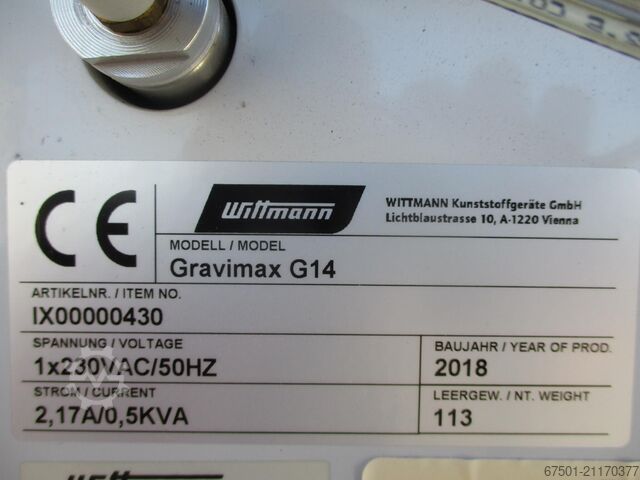 CE
Wittmann
WITTMANN Kunststoffgeräte GmbH
Lichtblaustrasse 10, A-1220 Vienna
MODELL / MODEL
Gravimax G14
ARTIKELNR. / ITEM NO.
IX00000430
SPANNUNG / VOLTAGE
1x230VAC/50HZ
BAUJAHR / YEAR OF PROD.
2018
STROM / CURRENT
2,17A/0,5KVA
LEERGEW. / NT. WEIGHT
113
Wittmann
67501-21170377